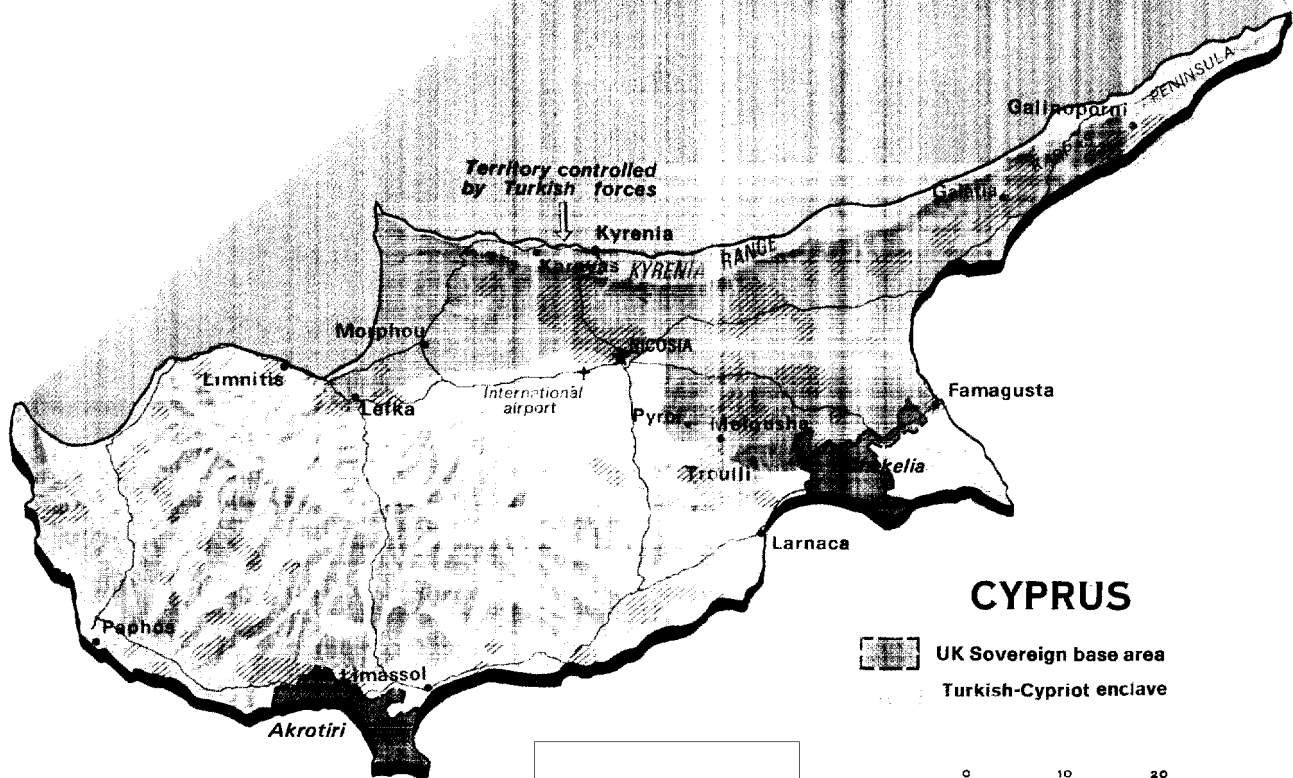 Galinoporni
PENINSULA
Territory controlled
by Turkish forces
Galatia
Kyrenia
RANGE
Karavas
KYRENIA
Morphou
NICOSIA
Limnitis
Lefka
International
airport
Famagusta
Pyroi
Melousha
Troulli
Larnaca
CYPRUS
Paphos
UK Sovereign base area
Limassol
Turkish-Cypriot enclave
Akrotiri
0 10 20